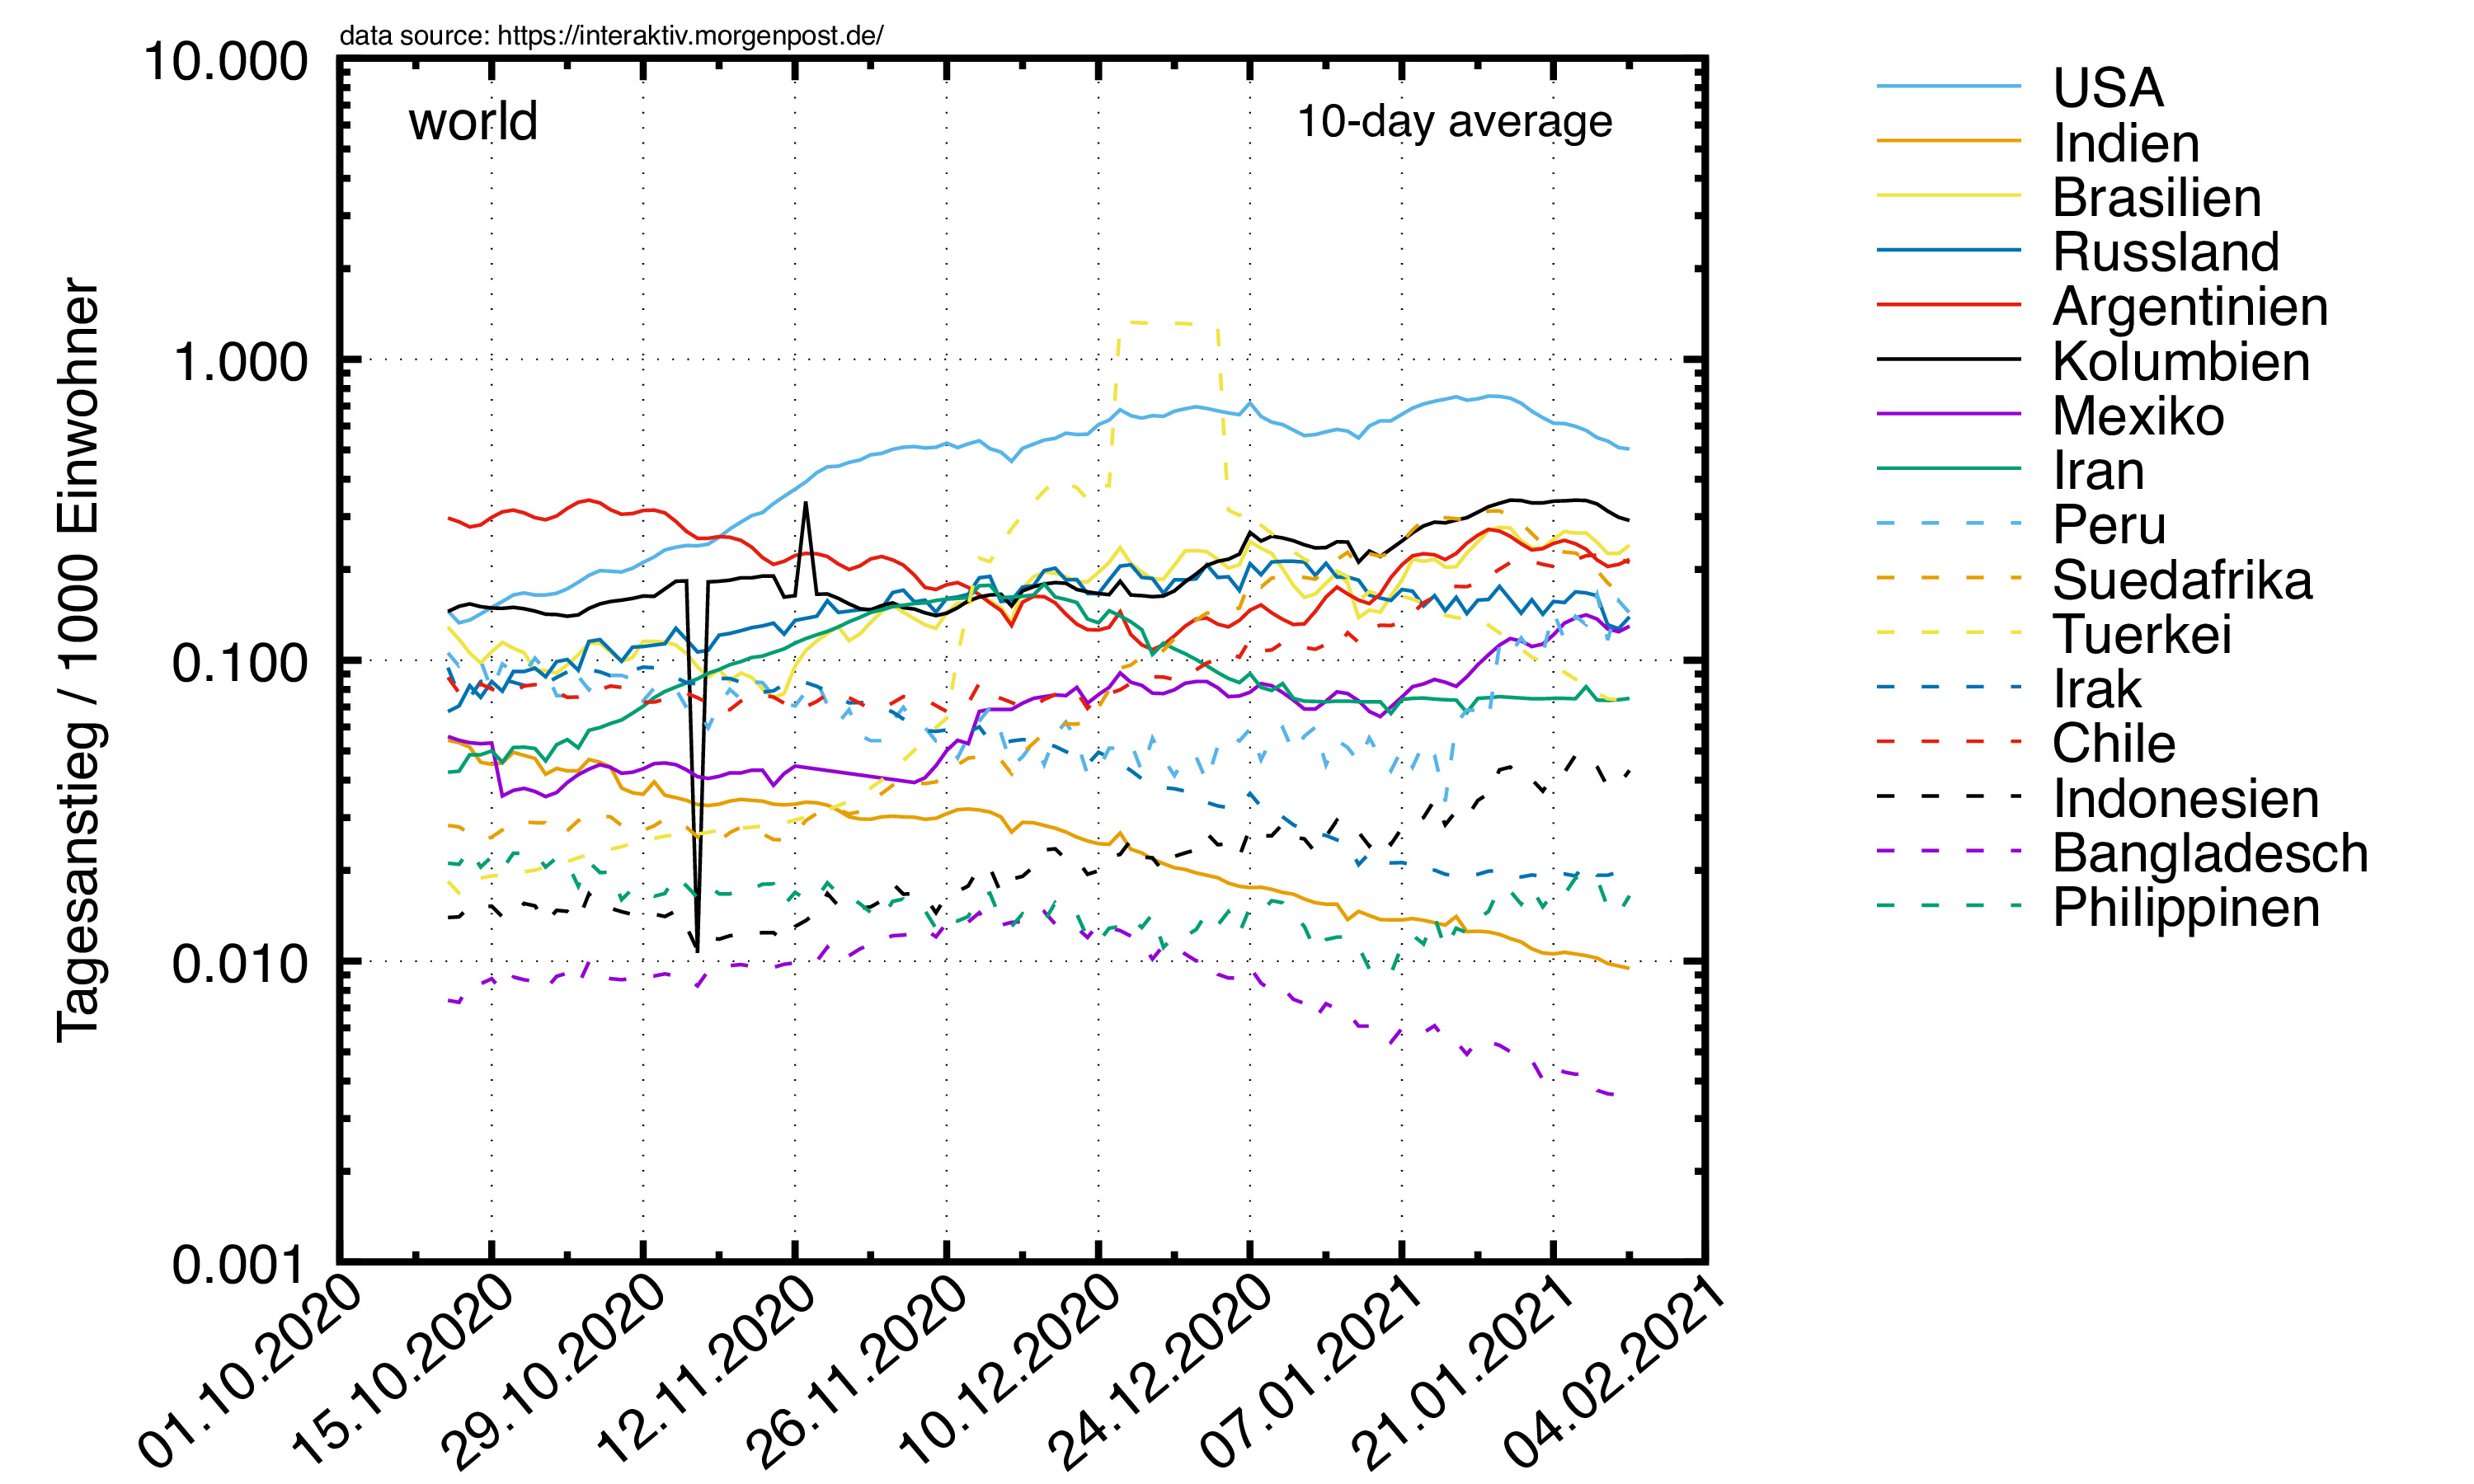 data source: https://interaktiv.morgenpost.de/
world
10-day average
Tagesanstieg / 1000 Einwohner
10.000
1.000
0.100
0.010
0.001
01.10.2020
15.10.2020
29.10.2020
12.11.2020
26.11.2020
10.12.2020
24.12.2020
07.01.2021
21.01.2021
04.02.2021
USA
Indien
Brasilien
Russland
Argentinien
Kolumbien
Mexiko
Iran
Peru
Suedafrika
Tuerkei
Irak
Chile
Indonesien
Bangladesch
Philippinen